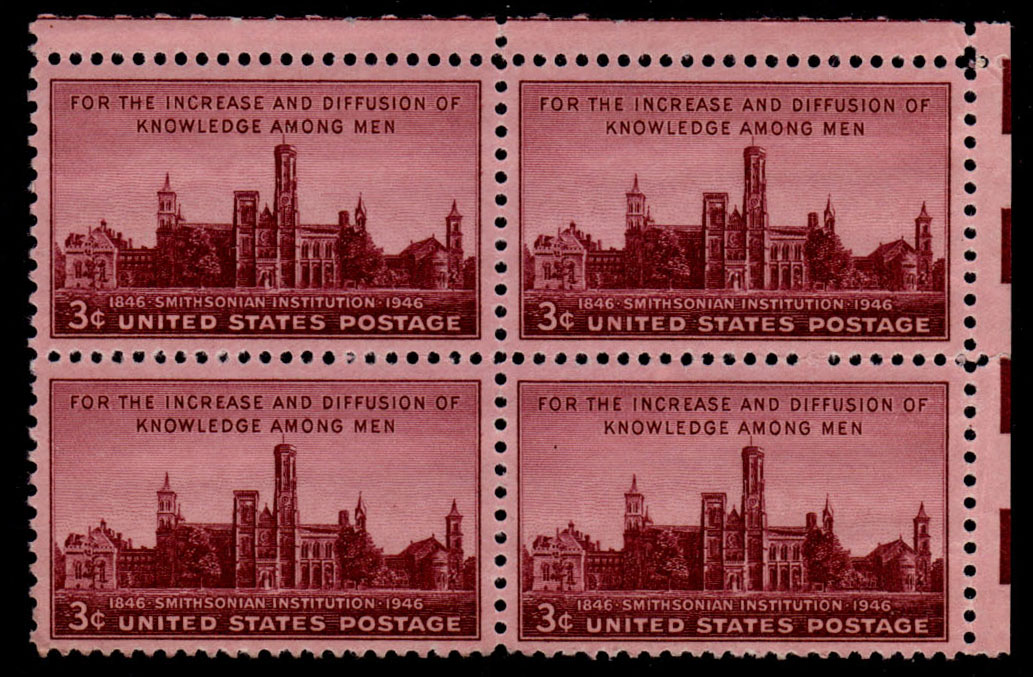 FOR THE INCREASE AND DIFFUSION OF
KNOWLEDGE AMONG MEN
1846·SMITHSONIAN INSTITUTION·1946
3¢ UNITED STATES POSTAGE
FOR THE INCREASE AND DIFFUSION OF
KNOWLEDGE AMONG MEN
1846·SMITHSONIAN INSTITUTION·1946
3¢ UNITED STATES POSTAGE
FOR THE INCREASE AND DIFFUSION OF
KNOWLEDGE AMONG MEN
1846·SMITHSONIAN INSTITUTION·1946
3¢ UNITED STATES POSTAGE
FOR THE INCREASE AND DIFFUSION OF
KNOWLEDGE AMONG MEN
1846·SMITHSONIAN INSTITUTION·1946
3¢ UNITED STATES POSTAGE